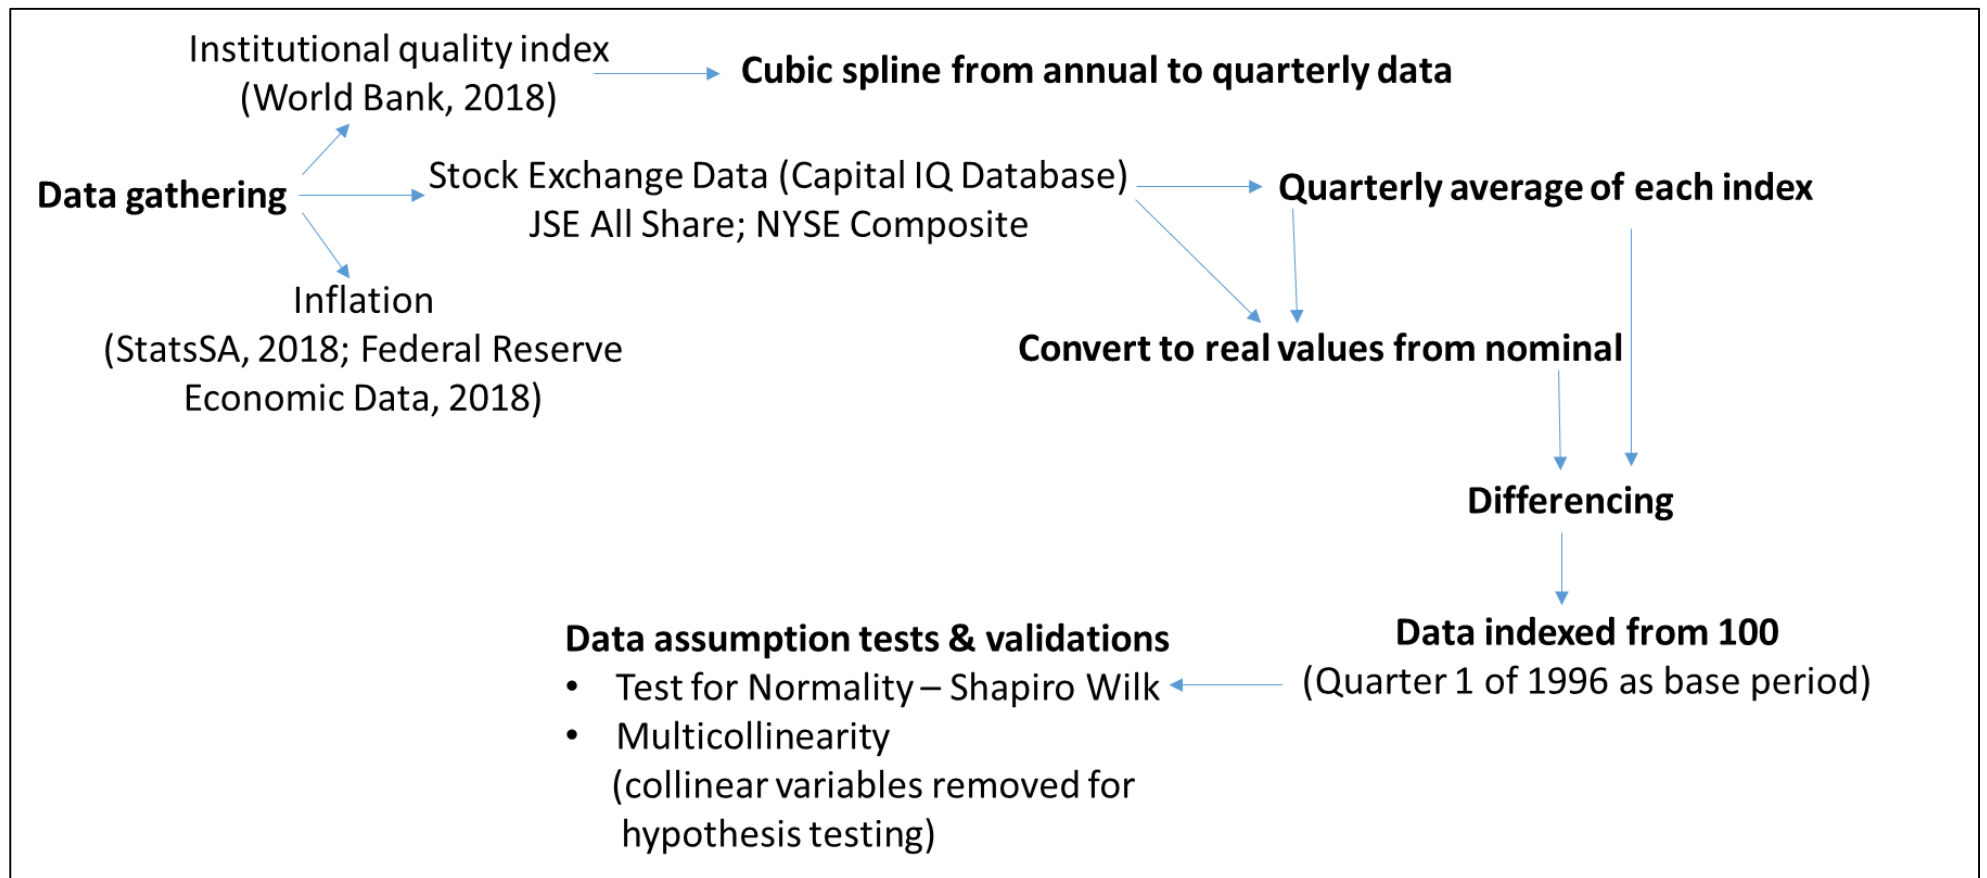 Institutional quality index
(World Bank, 2018)
Cubic spline from annual to quarterly data
Data gathering
Stock Exchange Data (Capital IQ Database)
JSE All Share; NYSE Composite
Quarterly average of each index
Inflation
(StatsSA, 2018; Federal Reserve
Economic Data, 2018)
Convert to real values from nominal
Differencing
Data indexed from 100
(Quarter 1 of 1996 as base period)
Data assumption tests & validations
• Test for Normality – Shapiro Wilk
• Multicollinearity
(collinear variables removed for
hypothesis testing)